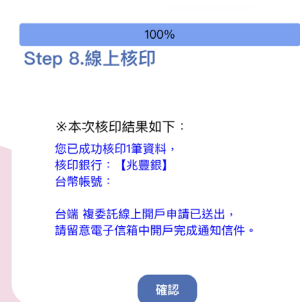 100%
Step 8.線上核印
※本次核印結果如下：
您已成功核印1筆資料，
核印銀行：【兆豐銀】
台幣帳號：
台端 複委託線上開戶申請已送出，
請留意電子信箱中開戶完成通知信件。
確認